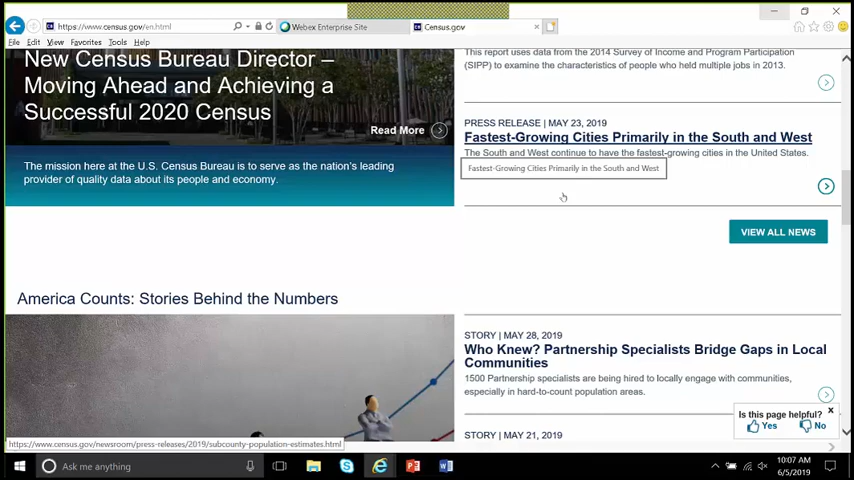 https://www.census.gov/en.html
Webex Enterprise Site
Census.gov
File Edit View Favorites Tools Help
New Census Bureau Director –
Moving Ahead and Achieving a
Successful 2020 Census
Read More
The mission here at the U.S. Census Bureau is to serve as the nation's leading
provider of quality data about its people and economy.
This report uses data from the 2014 Survey of Income and Program Participation
(SIPP) to examine the characteristics of people who held multiple jobs in 2013.
PRESS RELEASE | MAY 23, 2019
Fastest-Growing Cities Primarily in the South and West
The South and West continue to have the fastest-growing cities in the United States.
Fastest-Growing Cities Primarily in the South and West
VIEW ALL NEWS
America Counts: Stories Behind the Numbers
STORY | MAY 28, 2019
Who Knew? Partnership Specialists Bridge Gaps in Local
Communities
1500 Partnership specialists are being hired to locally engage with communities,
especially in hard-to-count population areas.
STORY | MAY 21, 2019
Is this page helpful?
x
Yes No
https://www.census.gov/newsroom/press-releases/2019/subcounty-population-estimates.html
Ask me anything
10:07 AM
6/5/2019